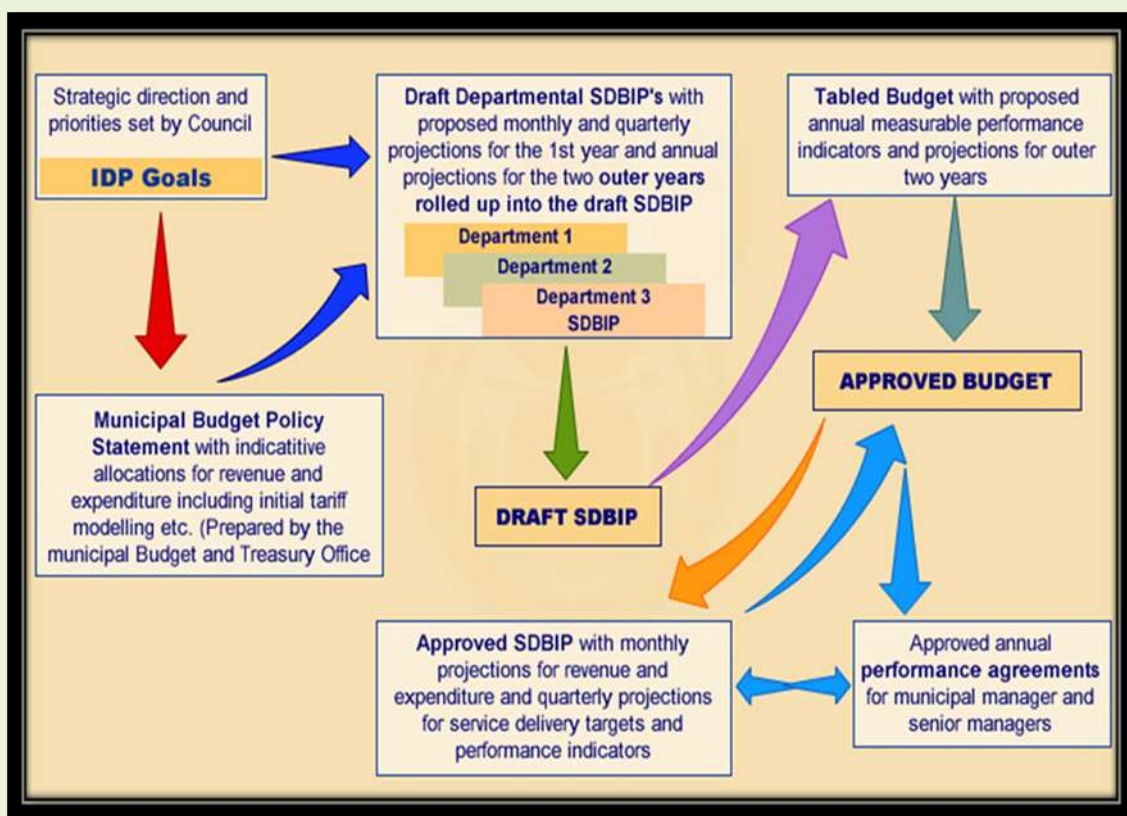 Strategic direction and
priorities set by Council
IDP Goals
Draft Departmental SDBIP's with
proposed monthly and quarterly
projections for the 1st year and annual
projections for the two outer years
rolled up into the draft SDBIP
Department 1
Department 2
Department 3
SDBIP
Tabled Budget with proposed
annual measurable performance
indicators and projections for outer
two years
Municipal Budget Policy
Statement with indicatitive
allocations for revenue and
expenditure including initial tariff
modelling etc. (Prepared by the
municipal Budget and Treasury Office
DRAFT SDBIP
APPROVED BUDGET
Approved SDBIP with monthly
projections for revenue and
expenditure and quarterly projections
for service delivery targets and
performance indicators
Approved annual
performance agreements
for municipal manager and
senior managers